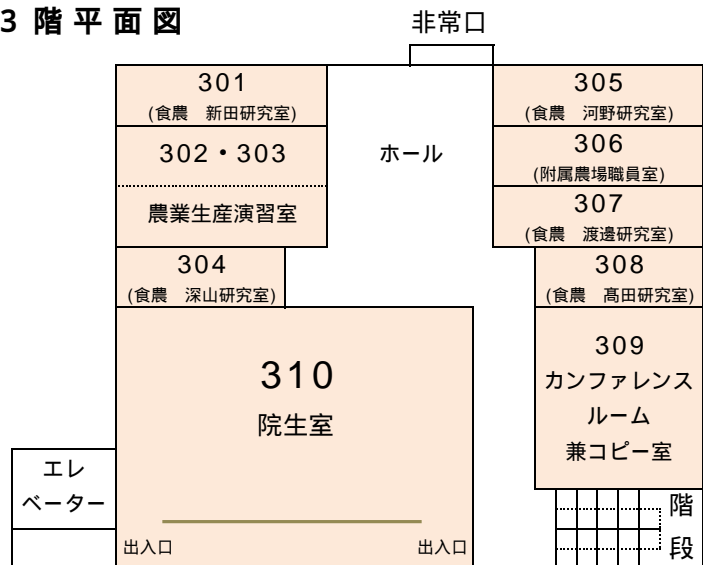 3 階 平 面 図
非常口
301
(食農　新田研究室)
302・303
農業生産演習室
304
(食農　深山研究室)
ホール
305
(食農　河野研究室)
306
(附属農場職員室)
307
(食農　渡邊研究室)
308
(食農　髙田研究室)
309
カンファレンス
ルーム
兼コピー室
310
院生室
エレ
ベーター
出入口
出入口
階
段